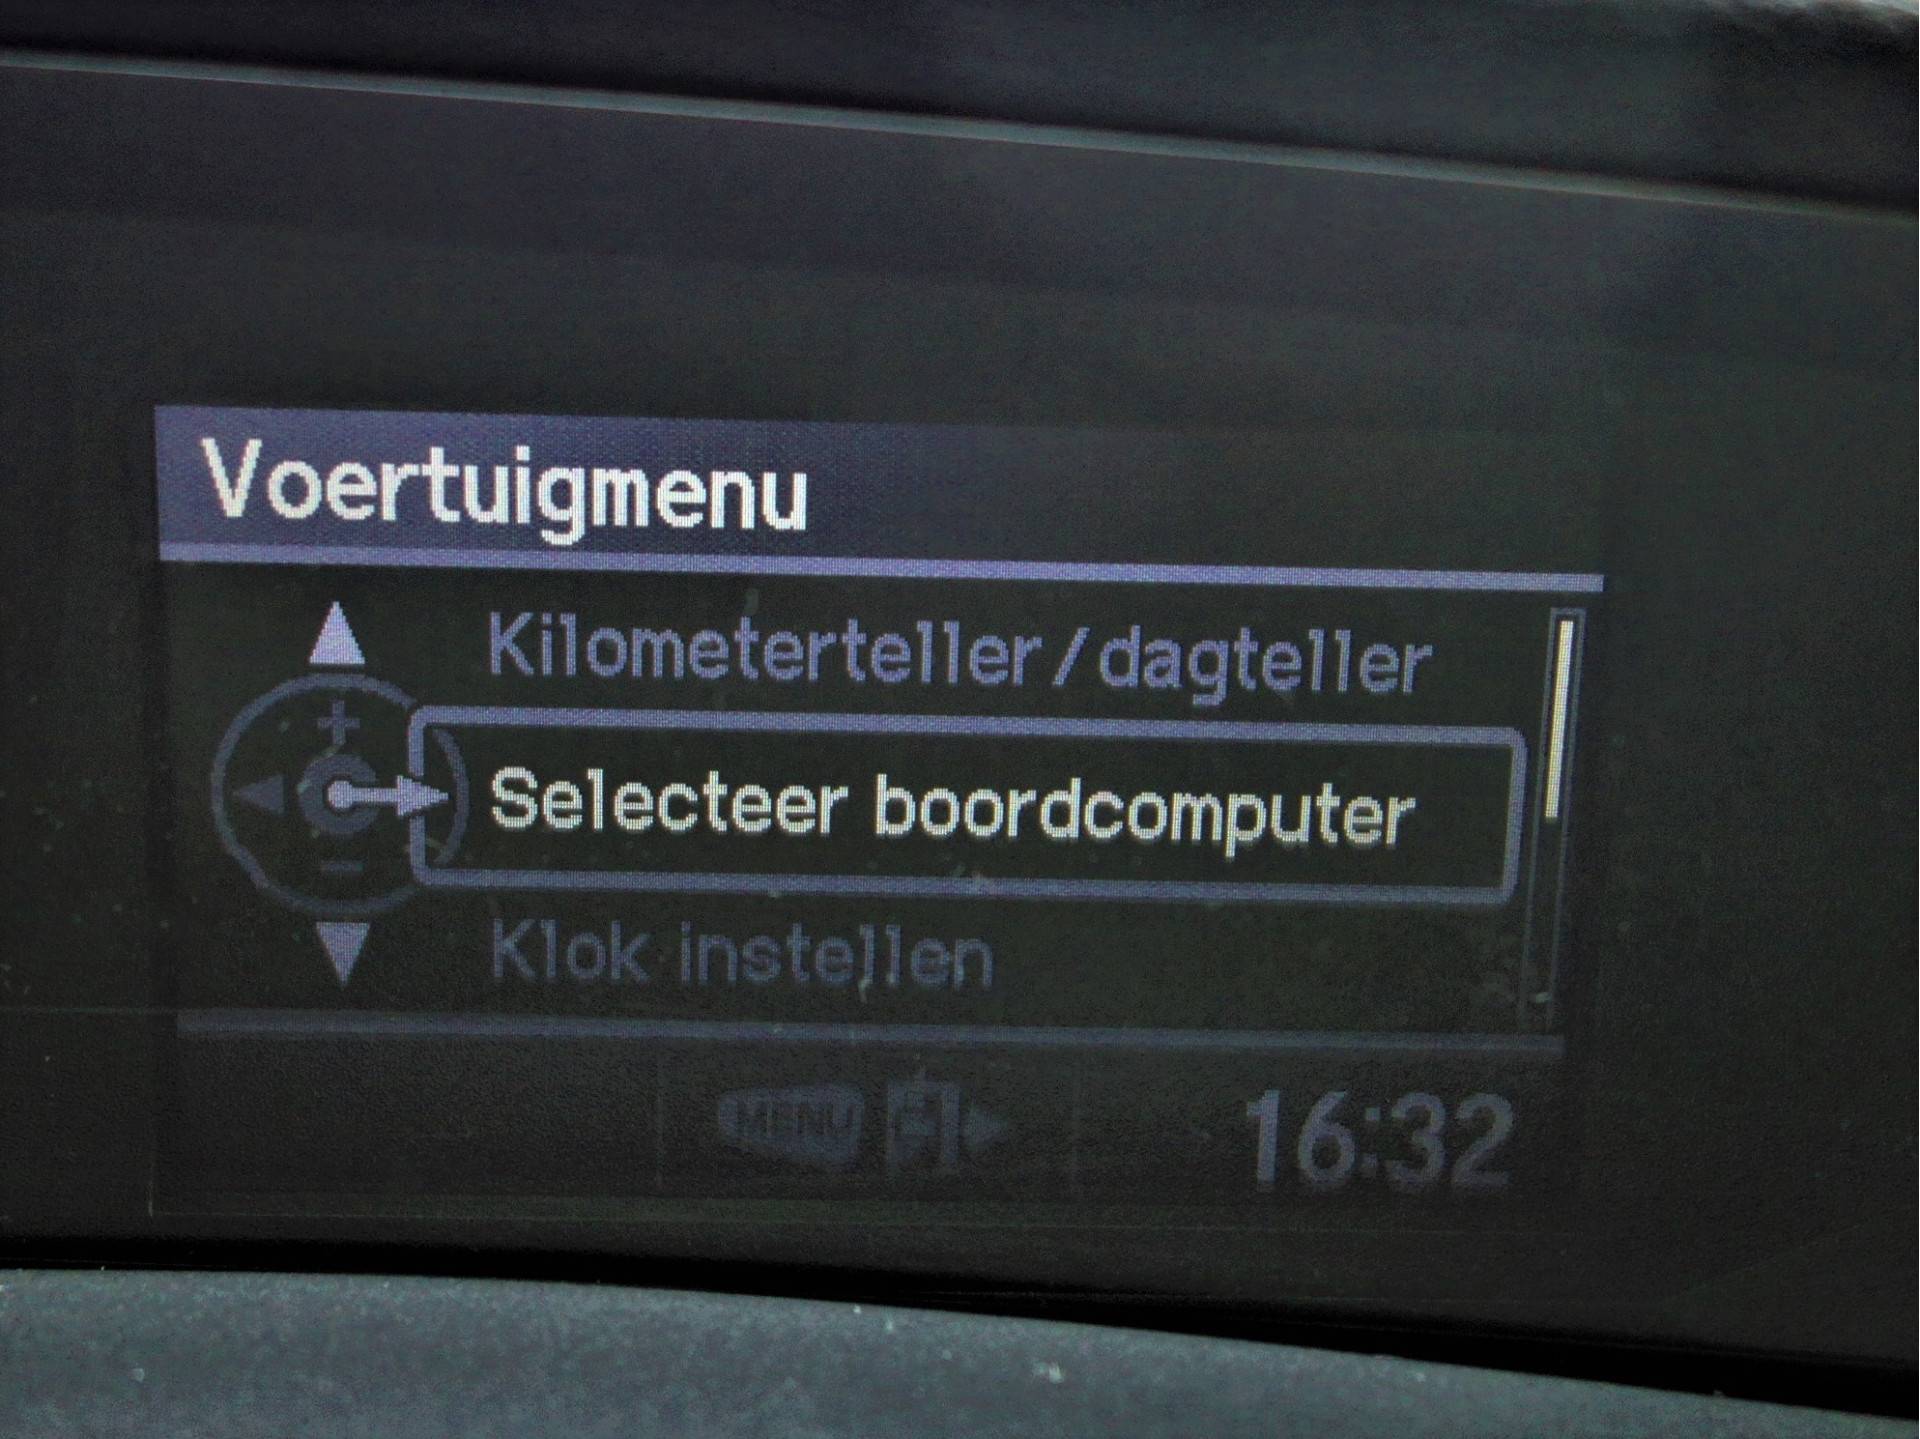 Voertuigmenu
Kilometerteller/dagteller
+
Selecteer boordcomputer
-
Klok instellen
MENU
16:32